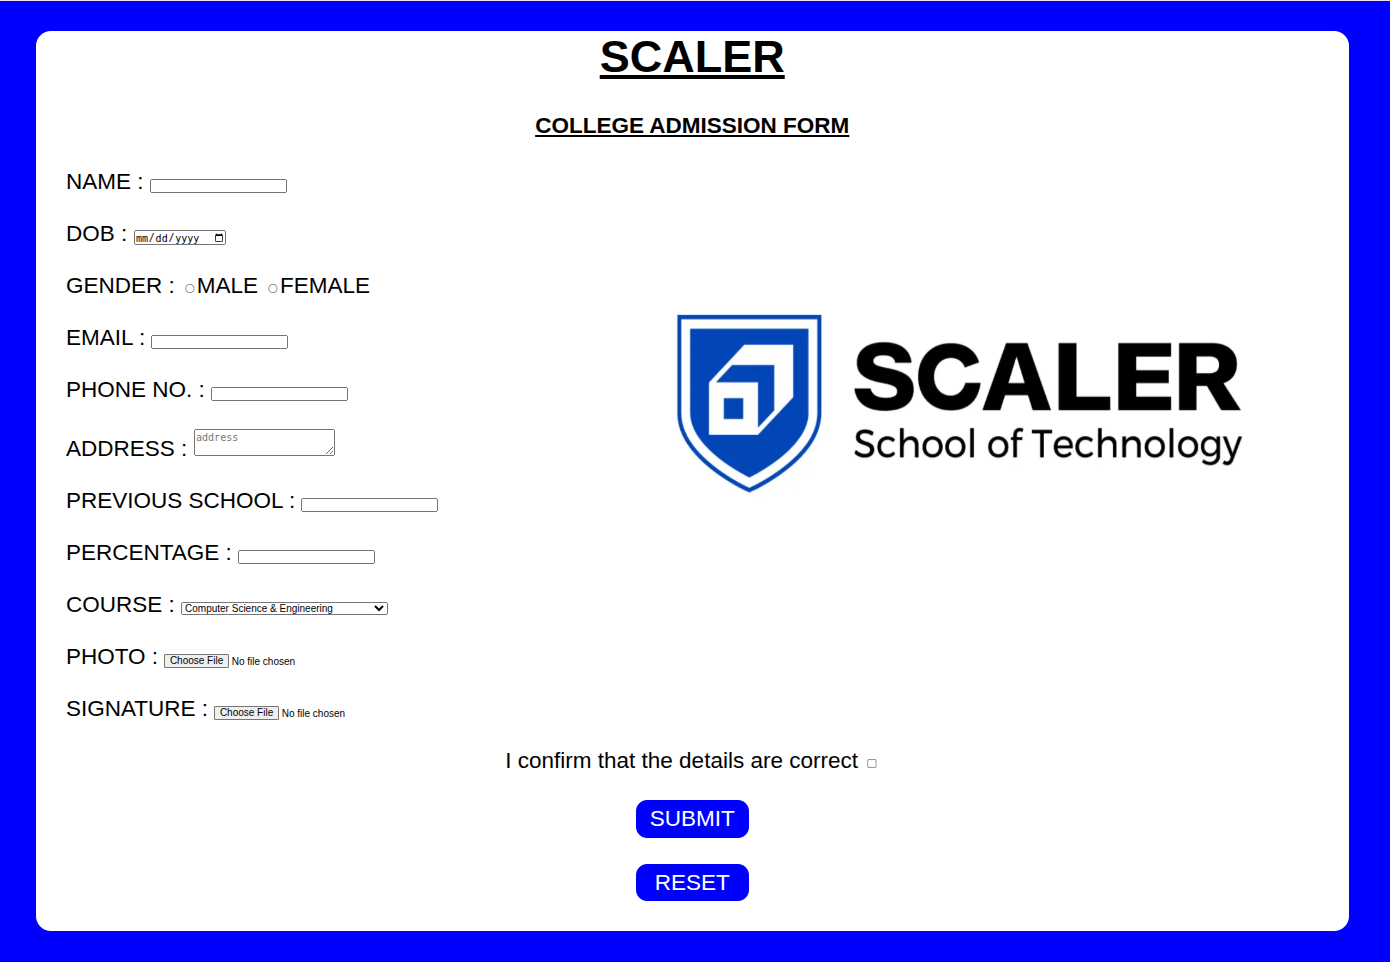 SCALER
COLLEGE ADMISSION FORM
NAME :
DOB : mm/dd/yyyy
GENDER : MALE FEMALE
EMAIL :
PHONE NO. :
ADDRESS : address
PREVIOUS SCHOOL :
PERCENTAGE :
COURSE : Computer Science & Engineering
PHOTO : Choose File No file chosen
SIGNATURE : Choose File No file chosen
SCALER
School of Technology
I confirm that the details are correct
SUBMIT
RESET